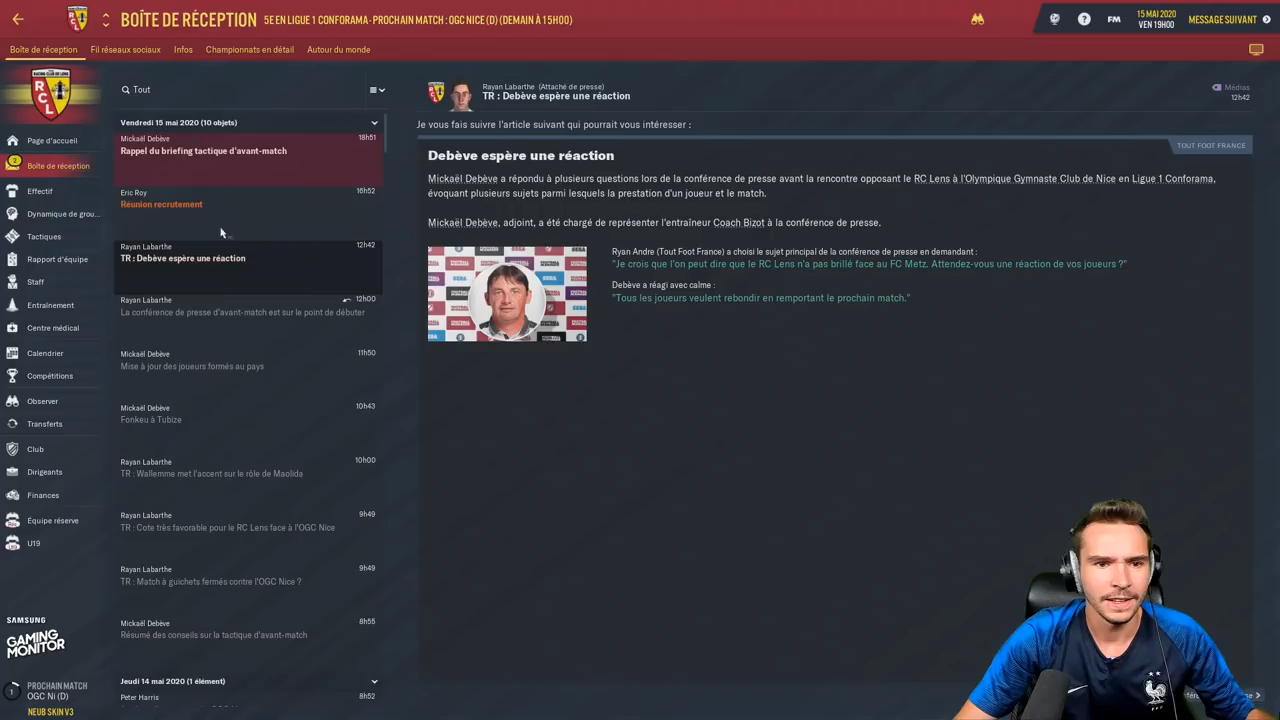 BOÎTE DE RÉCEPTION
5E EN LIGUE 1 CONFORAMA - PROCHAIN MATCH : OGC NICE (D) (DEMAIN À 15H00)
FM
15 MAI 2020
VEN 19H00
MESSAGE SUIVANT
Boîte de réception
Fil réseaux sociaux
Infos
Championnats en détail
Autour du monde
RACING CLUB DE LENS
RCL
Page d'accueil
2
Boîte de réception
Effectif
Dynamique de grou...
Tactiques
Rapport d'équipe
Staff
Entraînement
Centre médical
Calendrier
Compétitions
Observer
Transferts
Club
Dirigeants
Finances
Équipe réserve
U19
SAMSUNG
GAMING
MONITOR
1
PROCHAIN MATCH
OGC Ni (D)
NEUB SKIN V3
Tout
Vendredi 15 mai 2020 (10 objets)
Mickaël Debève 18h51
Rappel du briefing tactique d'avant-match
Eric Roy 16h52
Réunion recrutement
Rayan Labarthe 12h42
TR : Debève espère une réaction
Rayan Labarthe 12h00
La conférence de presse d'avant-match est sur le point de débuter
Mickaël Debève 11h50
Mise à jour des joueurs formés au pays
Mickaël Debève 10h43
Fonkeu à Tubize
Rayan Labarthe 10h00
TR : Wallemme met l'accent sur le rôle de Maolida
Rayan Labarthe 9h49
TR : Cote très favorable pour le RC Lens face à l'OGC Nice
Rayan Labarthe 9h49
TR : Match à guichets fermés contre l'OGC Nice ?
Mickaël Debève 8h55
Résumé des conseils sur la tactique d'avant-match
Jeudi 14 mai 2020 (1 élément)
Peter Harris 8h52
Rayan Labarthe (Attaché de presse)
TR : Debève espère une réaction
Médias
12h42
Je vous fais suivre l'article suivant qui pourrait vous intéresser :
TOUT FOOT FRANCE
Debève espère une réaction
Mickaël Debève a répondu à plusieurs questions lors de la conférence de presse avant la rencontre opposant le RC Lens à l'Olympique Gymnaste Club de Nice en Ligue 1 Conforama,
évoquant plusieurs sujets parmi lesquels la prestation d'un joueur et le match.
Mickaël Debève, adjoint, a été chargé de représenter l'entraîneur Coach Bizot à la conférence de presse.
SEGA
Ryan Andre (Tout Foot France) a choisi le sujet principal de la conférence de presse en demandant :
"Je crois que l'on peut dire que le RC Lens n'a pas brillé face au FC Metz. Attendez-vous une réaction de vos joueurs ?"
Debève a réagi avec calme :
"Tous les joueurs veulent rebondir en remportant le prochain match."